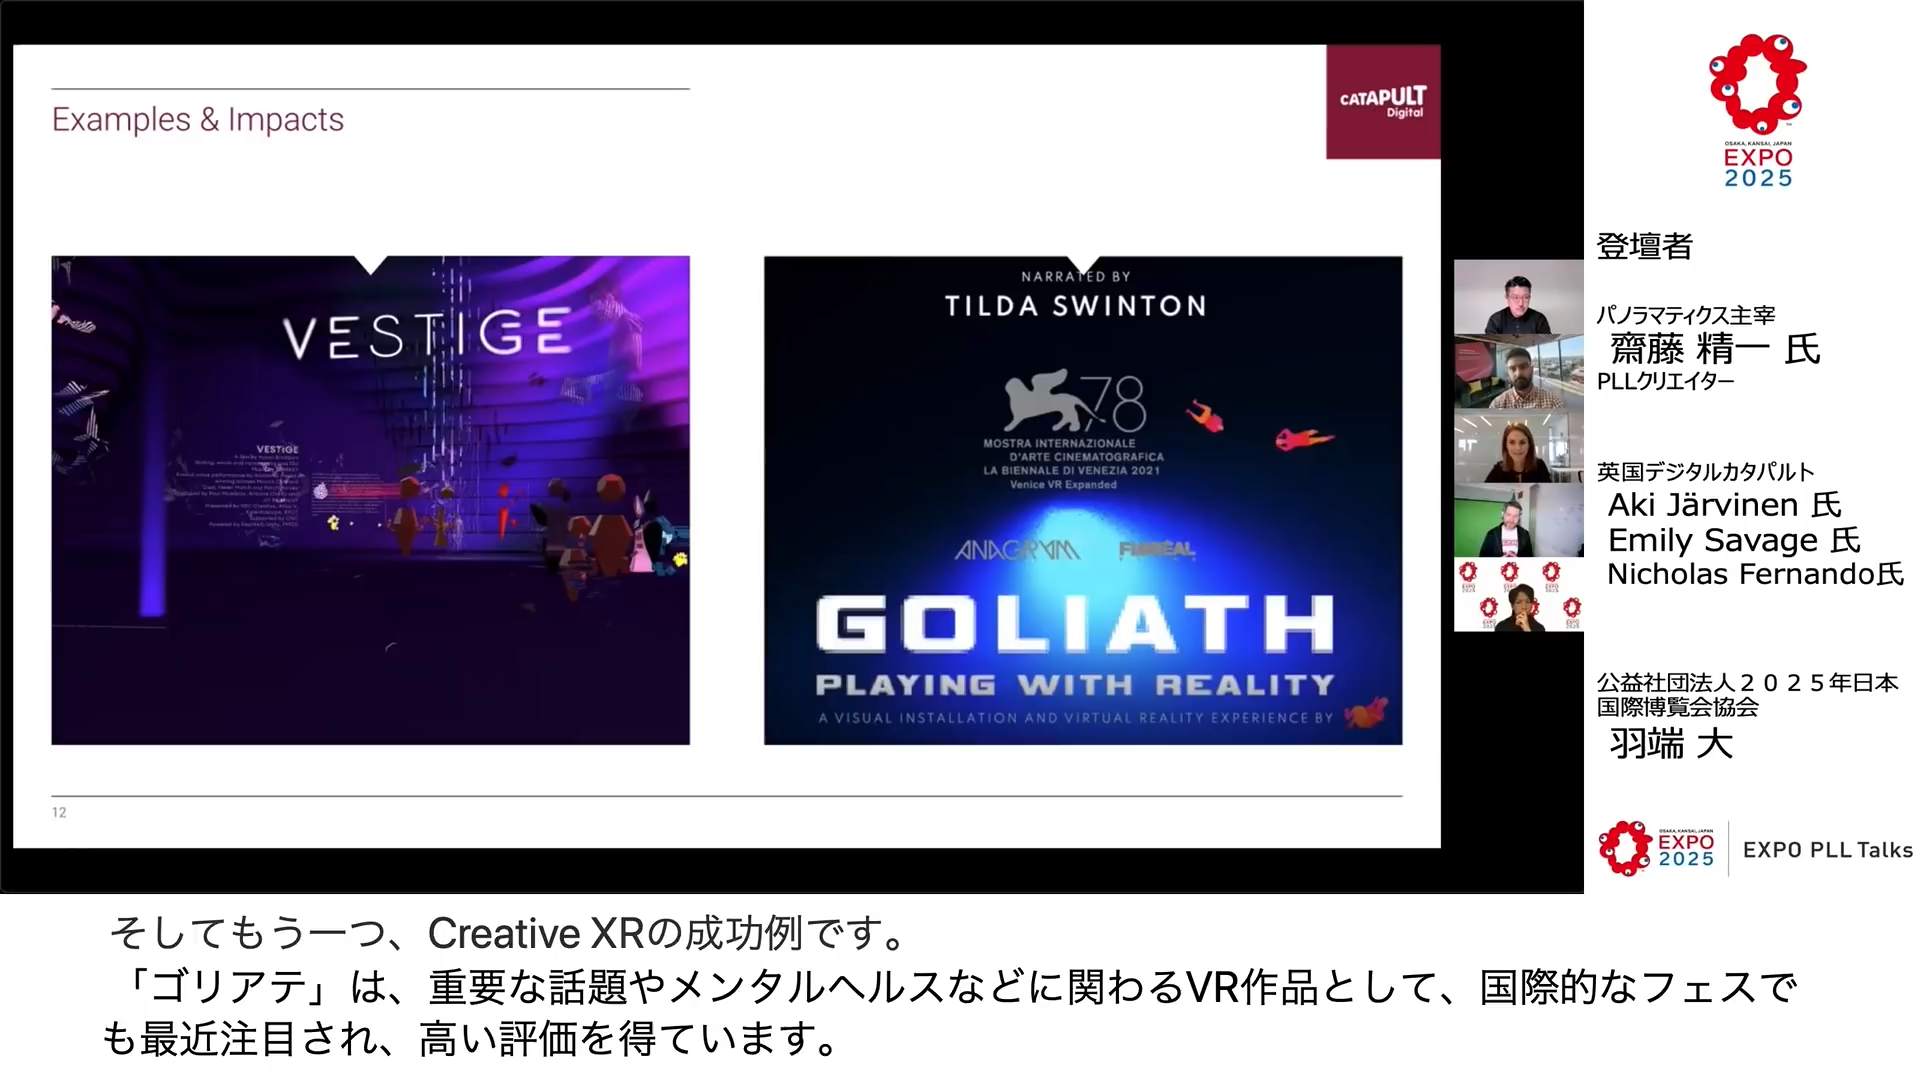 Examples & Impacts
CATAPULT
Digital
VESTIGE
VESTIGE
NARRATED BY
TILDA SWINTON
78
MOSTRA INTERNAZIONALE
D'ARTE CINEMATOGRAFICA
LA BIENNALE DI VENEZIA 2021
Venice VR Expanded
ANAGRAM
GOLIATH
PLAYING WITH REALITY
A VISUAL INSTALLATION AND VIRTUAL REALITY EXPERIENCE BY
12
OSAKA, KANSAI, JAPAN
EXPO
2025
登壇者
パノラマティクス主宰
齋藤 精一 氏
PLLクリエイター
英国デジタルカタパルト
Aki Järvinen 氏
Emily Savage 氏
Nicholas Fernando氏
公益社団法人２０２５年日本
国際博覧会協会
羽端 大
OSAKA, KANSAI, JAPAN
EXPO
2025
EXPO PLL Talks
そしてもう一つ、Creative XRの成功例です。
「ゴリアテ」は、重要な話題やメンタルヘルスなどに関わるVR作品として、国際的なフェスで
も最近注目され、高い評価を得ています。